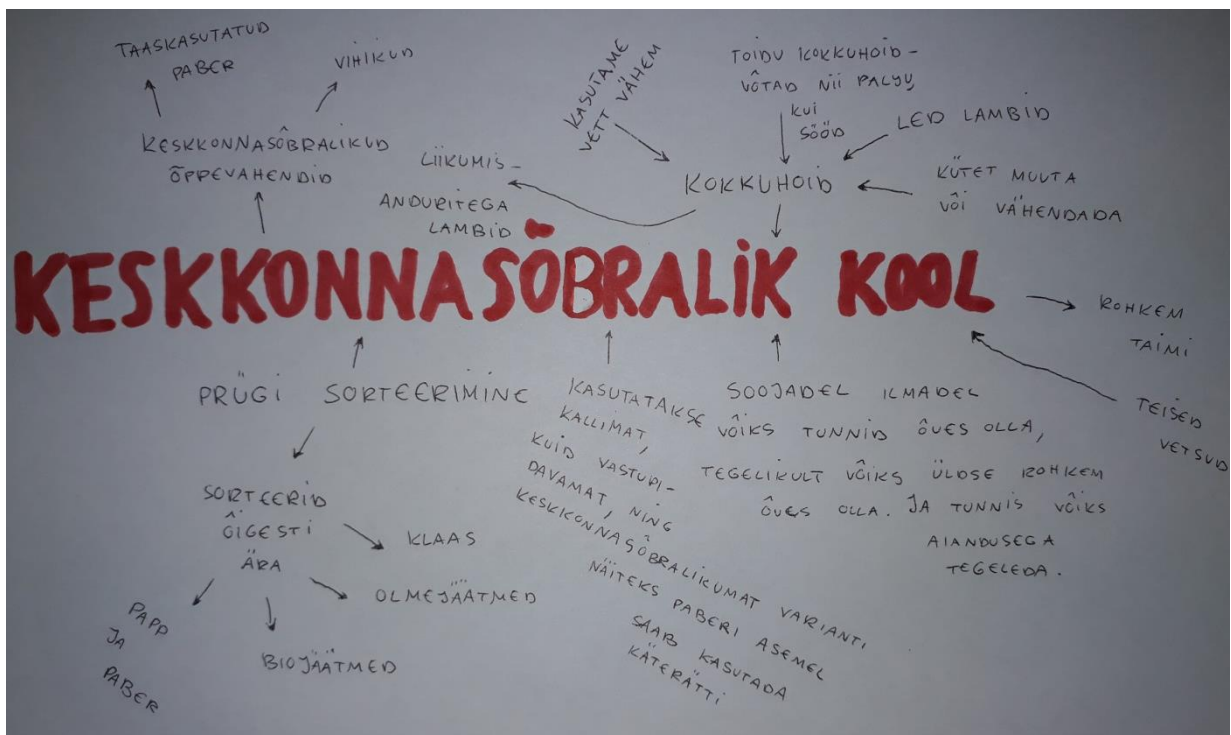 TAASKASUTATUD
PABER
VIHIKUD
KESKKONNASÕBRALIKUD
ÕPPEVAHENDID
LIIKUMIS-
ANDURITEGA
LAMBID
KASUTAME
VETT VÄHEM
TOIDU KOKKUHOID -
VÕTAD NII PALJU,
KUI
SÖÖD
LED LAMBID
KOKKUHOID
KÜTET MUUTA
VÕI VÄHENDADA
KESKKONNASÕBRALIK KOOL
ROHKEM
TAIMI
TEISED
VETSUD
PRÜGI SORTEERIMINE
SORTEERID
ÕIGESTI
ÄRA
KLAAS
OLMEJÄÄTMED
BIOJÄÄTMED
PAPP
JA
PABER
KASUTATAKSE
KALLIMAT,
KUID VASTUPI-
DAVAMAT, NING
KESKKONNASÕBRALIKUMAT VARIANTI
NÄITEKS PABERI ASEMEL
SAAB KASUTADA
KÄTERÄTTI
SOOJADEL ILMADEL
VÕIKS TUNNID ÕUES OLLA,
TEGELIKULT VÕIKS ÜLDSE ROHKEM
ÕUES OLLA. JA TUNNIS VÕIKS
AIANDUSEGA
TEGELEDA.